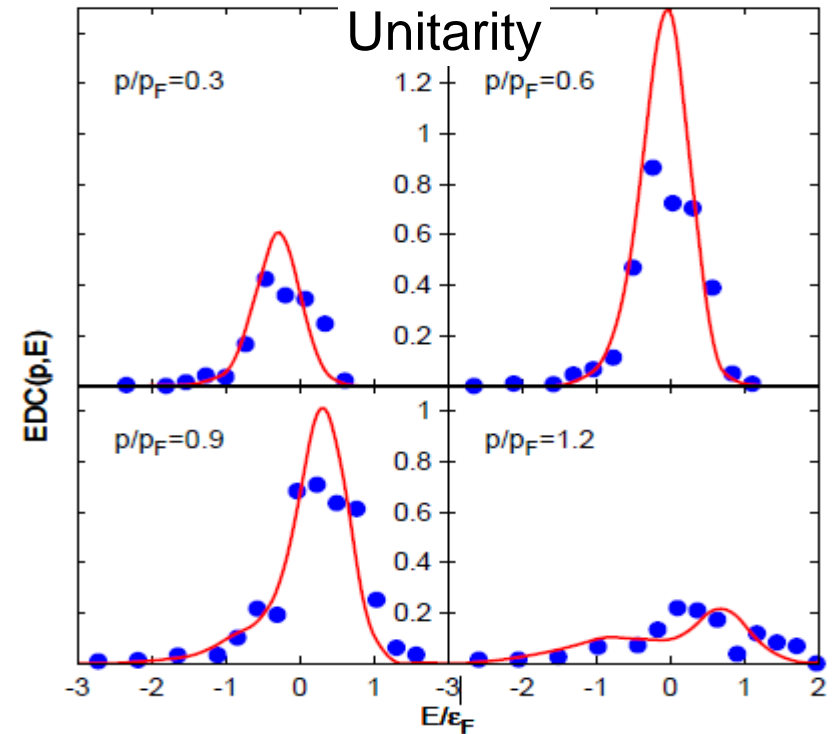 Unitarity
p/pF=0.3
1.2
p/pF=0.6
1
0.8
0.6
0.4
0.2
EDC(p,E)
p/pF=0.9
1
p/pF=1.2
0.8
0.6
0.4
0.2
-3 -2 -1 0 1 -3 -2 -1 0 1 2
E/εF